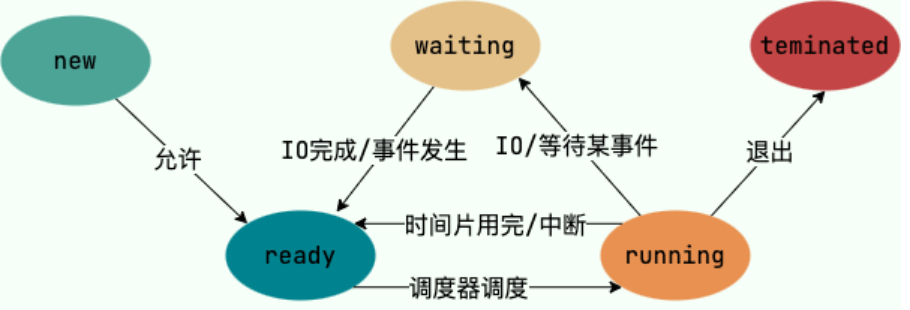 new
waiting
teminated
允许
IO完成/事件发生
IO/等待某事件
退出
时间片用完/中断
ready
running
调度器调度